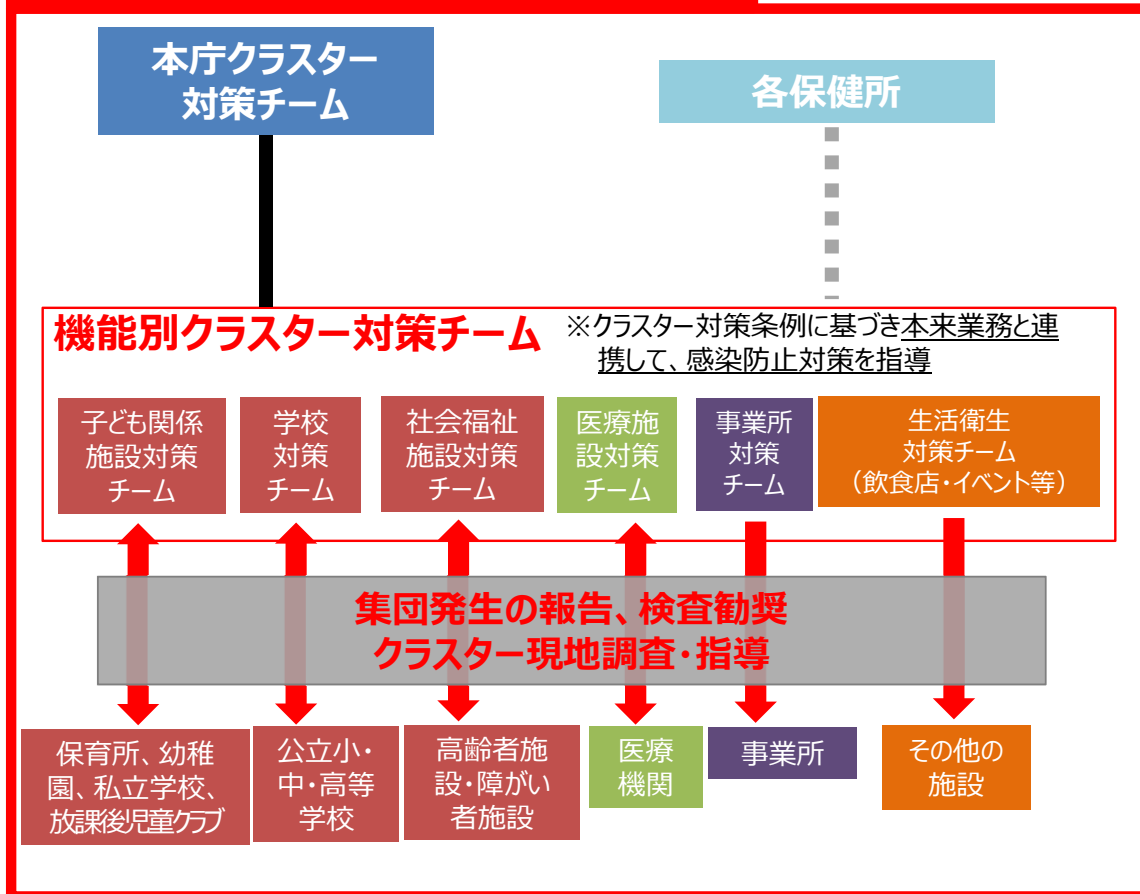 本庁クラスター
対策チーム
各保健所
機能別クラスター対策チーム
※クラスター対策条例に基づき本来業務と連
携して、感染防止対策を指導
子ども関係
施設対策
チーム
学校
対策
チーム
社会福祉
施設対策
チーム
医療施
設対策
チーム
事業所
対策
チーム
生活衛生
対策チーム
（飲食店・イベント等）
集団発生の報告、検査勧奨
クラスター現地調査・指導
保育所、幼稚
園、私立学校、
放課後児童クラブ
公立小・
中・高等
学校
高齢者施
設・障がい
者施設
医療
機関
事業所
その他の
施設